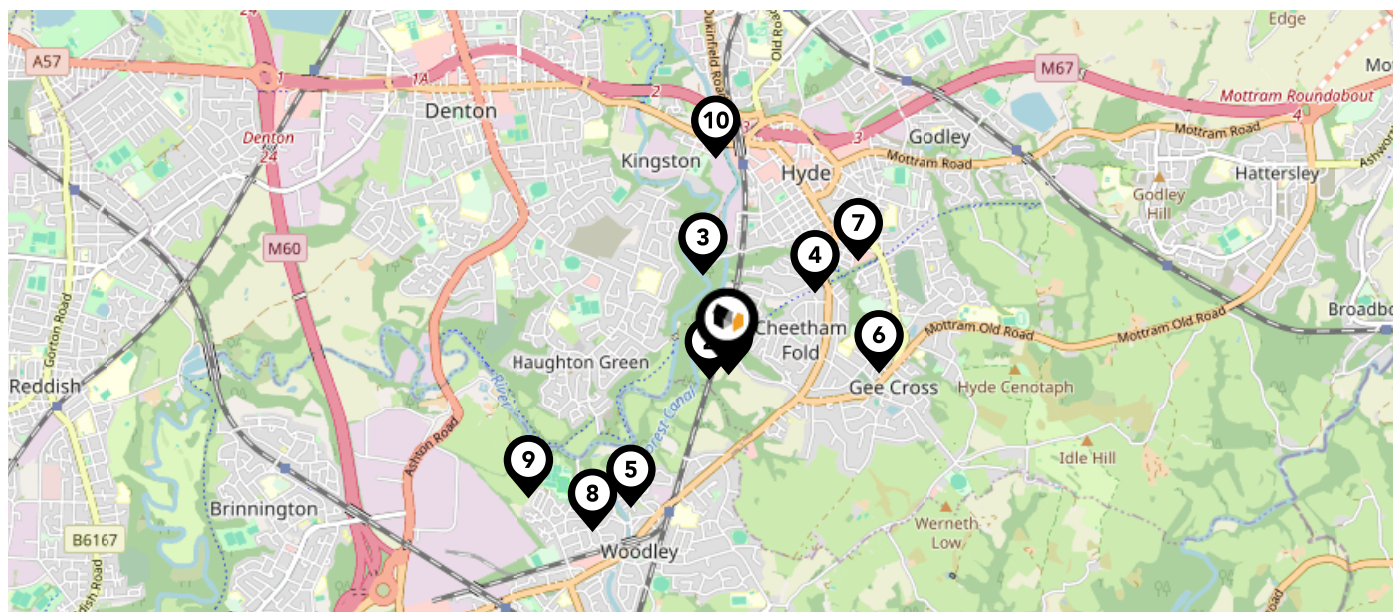 24
Dukinfield Road
Old Road
Edge
A57
1
1A
M67
Mottram Roundabout
2
Denton
10
3
3
4
Denton
24
Kingston
Godley
Mottram Road
Mottram Road
Hyde
Hattersley
Godley
Hill
M60
3
7
4
Gorton Road
Cheetham
Fold
6
Mottram Old Road
Mottram Old Road
Haughton Green
Reddish
Gee Cross
Hyde Cenotaph
River
Ashton Road
Idle Hill
9
5
8
Brinnington
Werneth
Low
B6167
Woodley